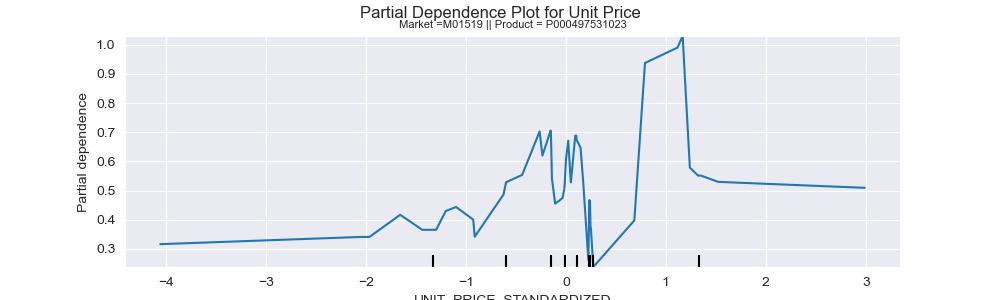 Partial Dependence Plot for Unit Price
Market =M01519 || Product = P000497531023
Partial dependence
1.0
0.9
0.8
0.7
0.6
0.5
0.4
0.3
−4 −3 −2 −1 0 1 2 3
UNIT_PRICE_STANDARDIZED